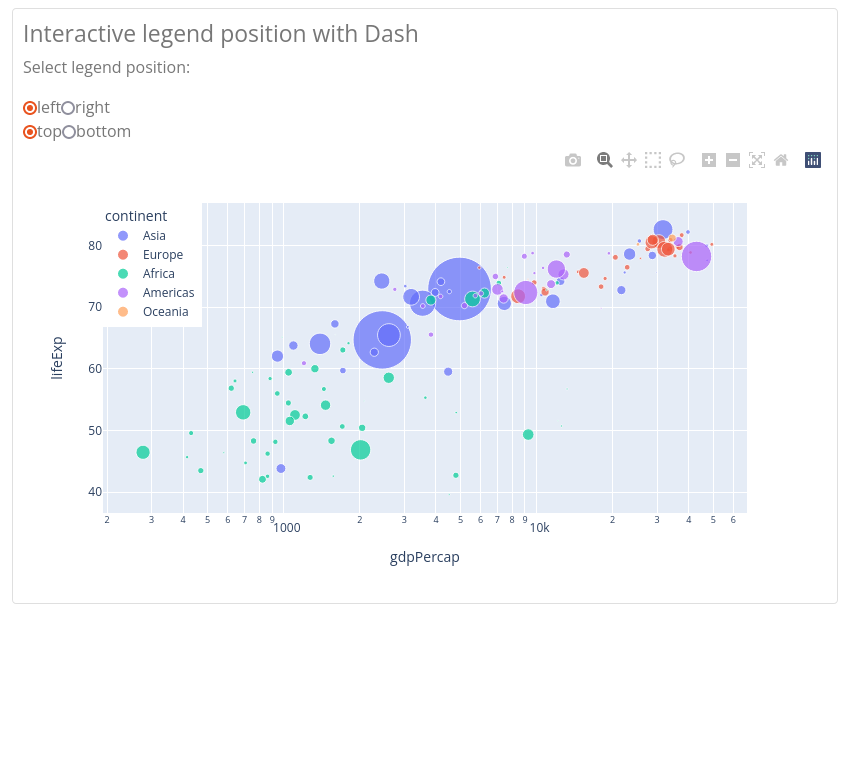 Interactive legend position with Dash
Select legend position:
left right
top bottom
continent
Asia
Europe
Africa
Americas
Oceania
80
70
60
50
40
lifeExp
2 3 4 5 6 7 8 9 1000 2 3 4 5 6 7 8 9 10k 2 3 4 5 6
gdpPercap